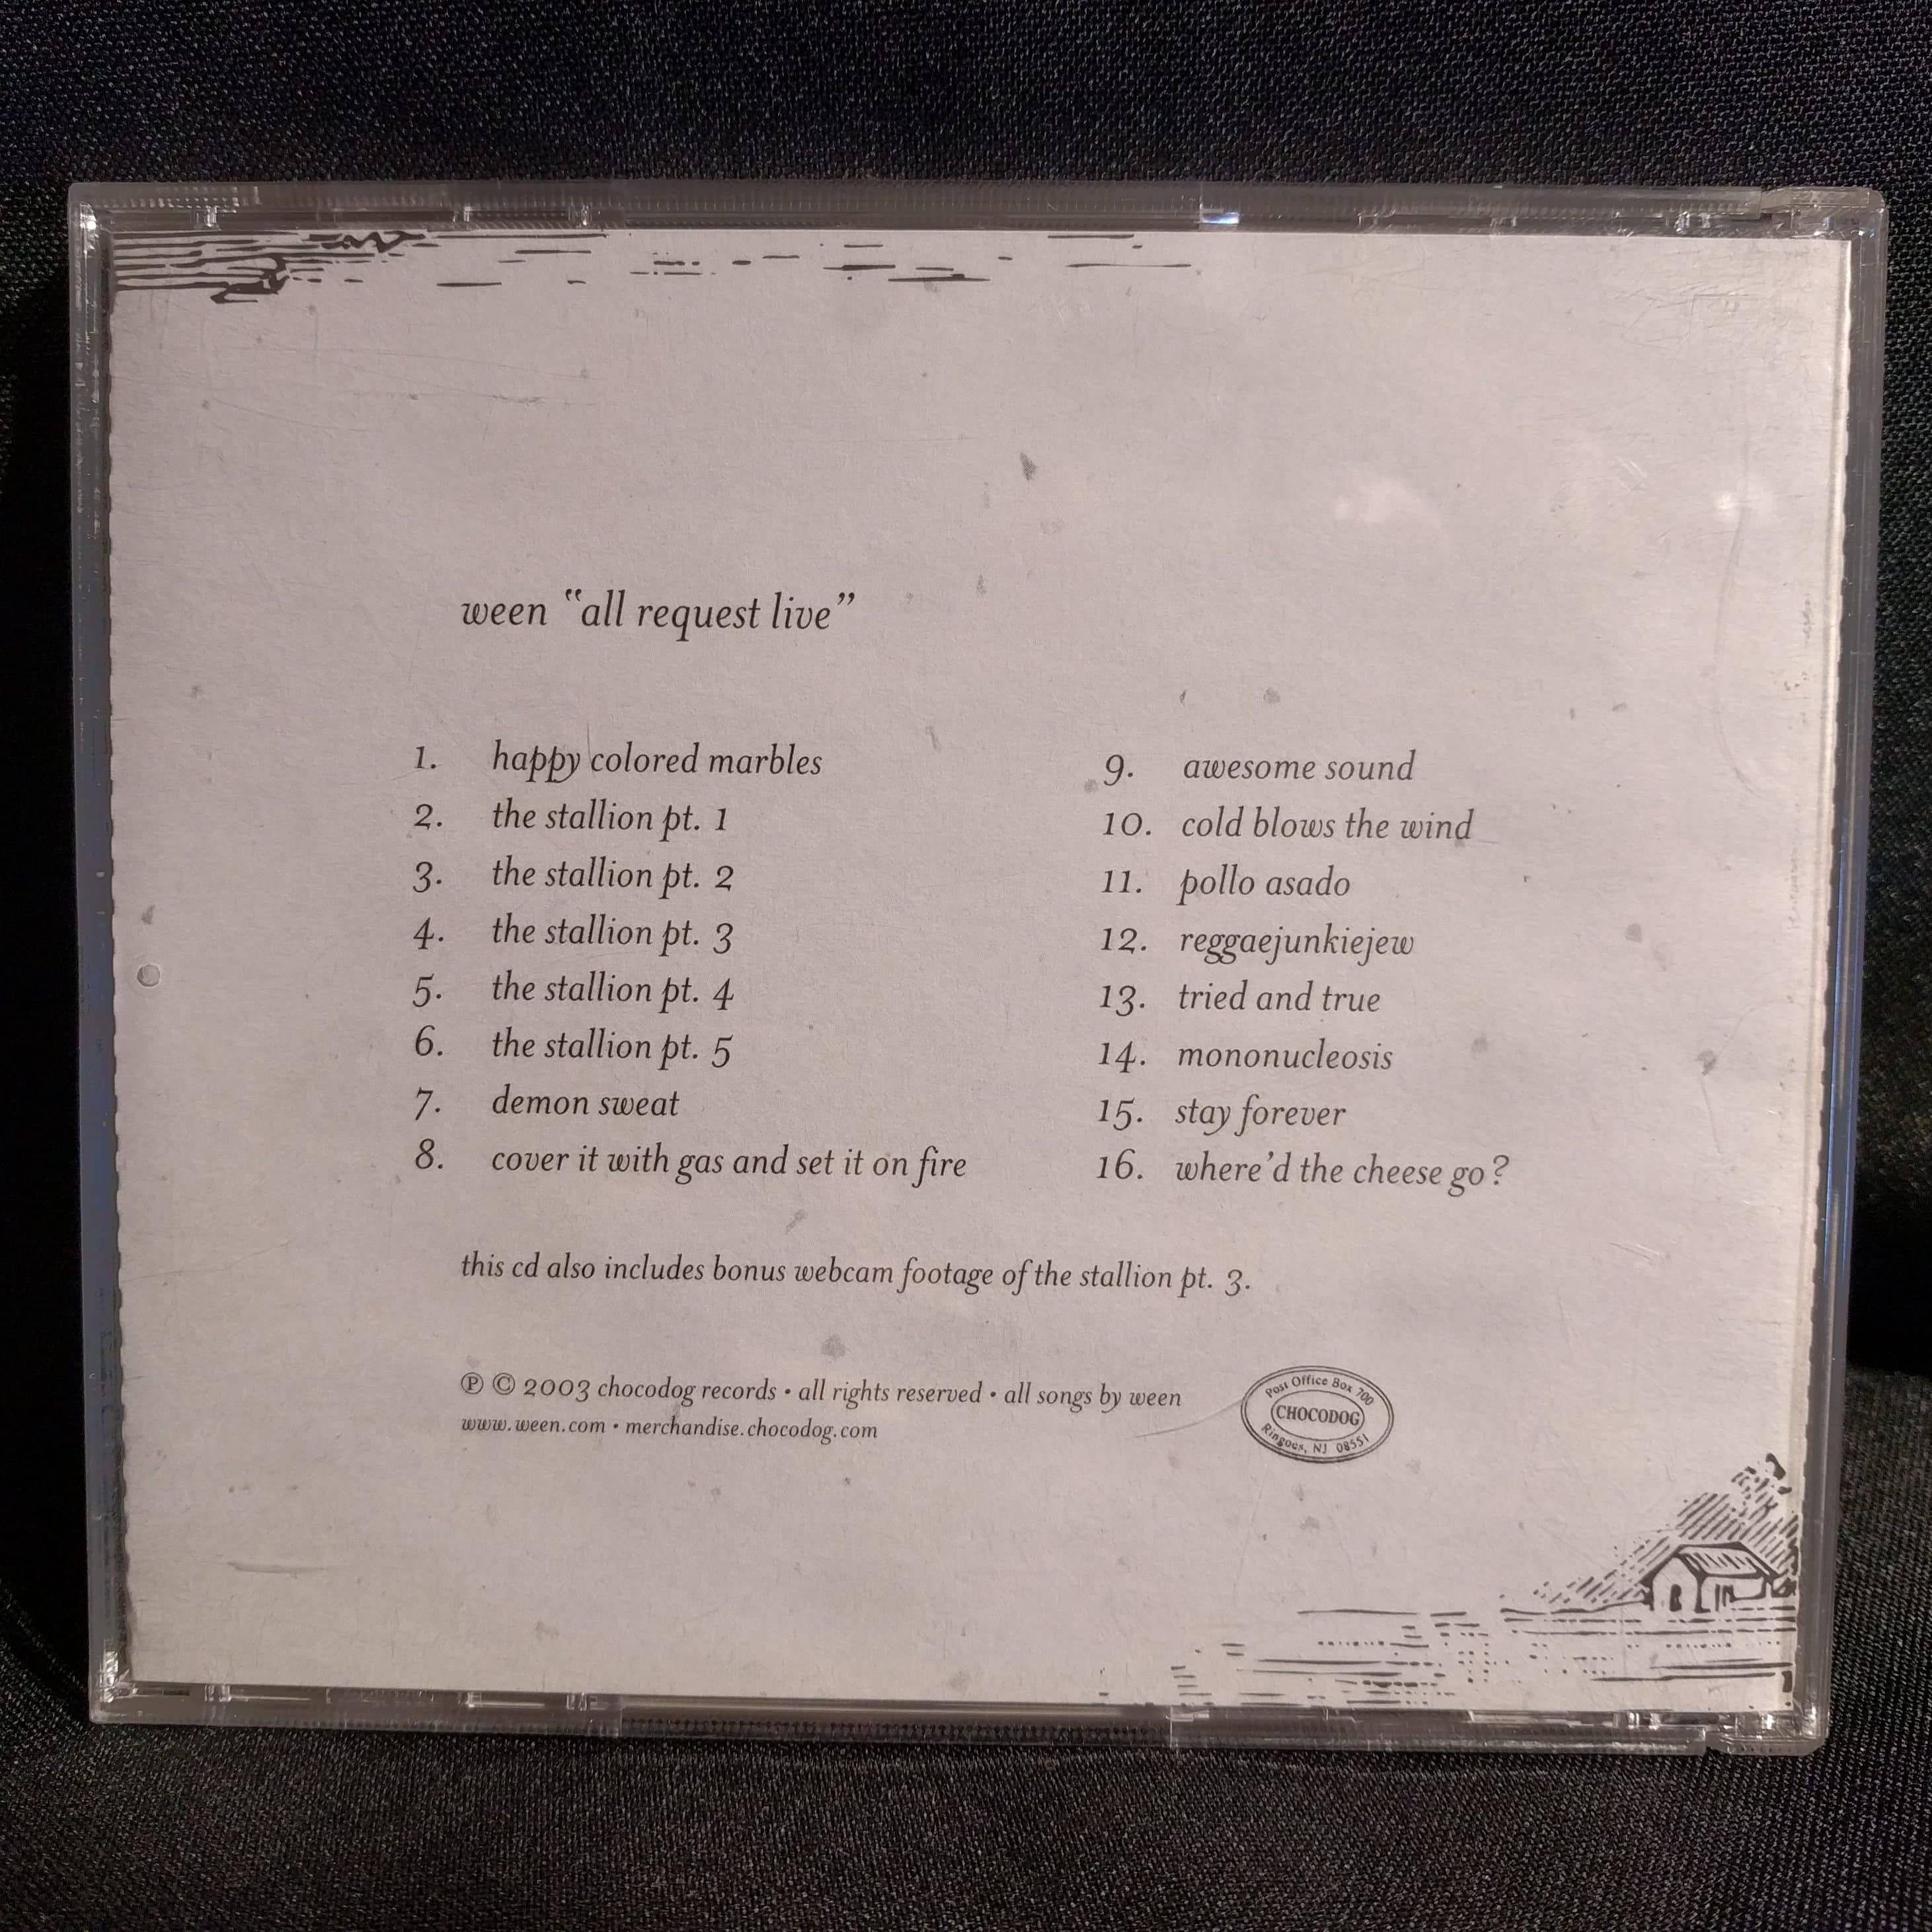 ween "all request live"
1. happy colored marbles
2. the stallion pt. 1
3. the stallion pt. 2
4. the stallion pt. 3
5. the stallion pt. 4
6. the stallion pt. 5
7. demon sweat
8. cover it with gas and set it on fire
9. awesome sound
10. cold blows the wind
11. pollo asado
12. reggaejunkiejew
13. tried and true
14. mononucleosis
15. stay forever
16. where'd the cheese go?
this cd also includes bonus webcam footage of the stallion pt. 3.
℗ © 2003 chocodog records • all rights reserved • all songs by ween
www.ween.com • merchandise.chocodog.com
Post Office Box 700
CHOCODOG
Ringoes, NJ 08551